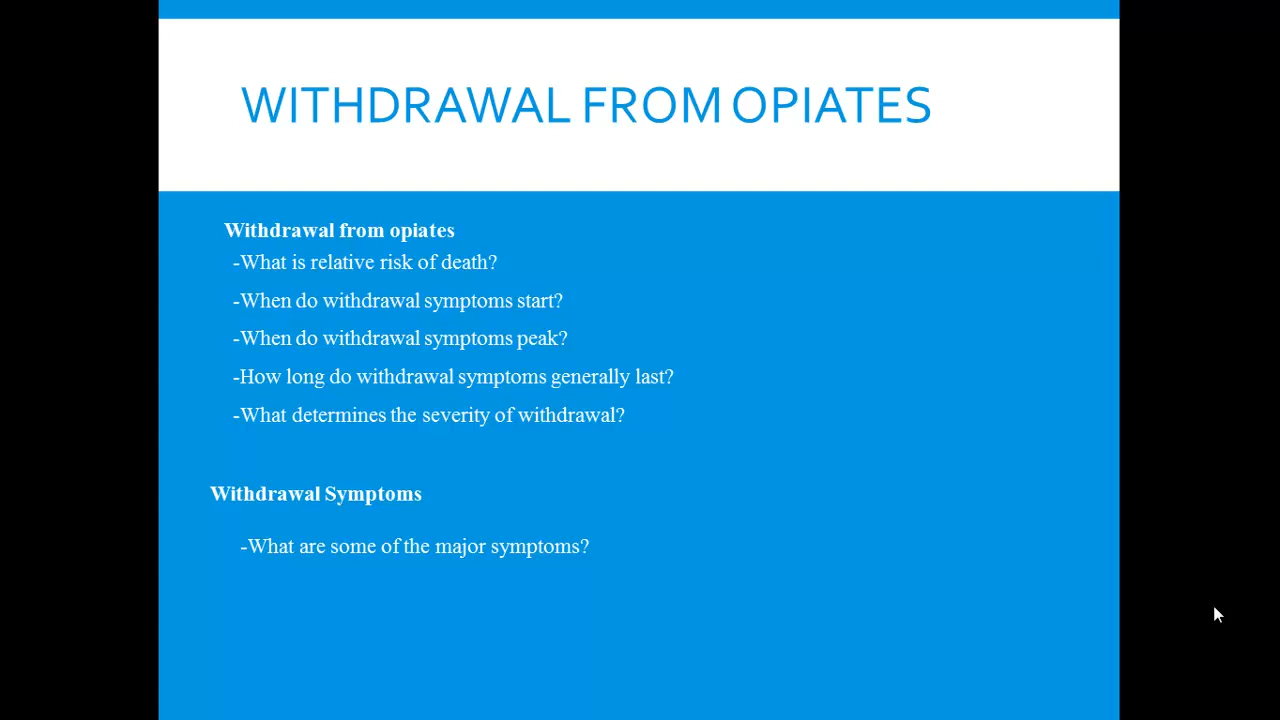 WITHDRAWAL FROM OPIATES
Withdrawal from opiates
-What is relative risk of death?
-When do withdrawal symptoms start?
-When do withdrawal symptoms peak?
-How long do withdrawal symptoms generally last?
-What determines the severity of withdrawal?
Withdrawal Symptoms
-What are some of the major symptoms?